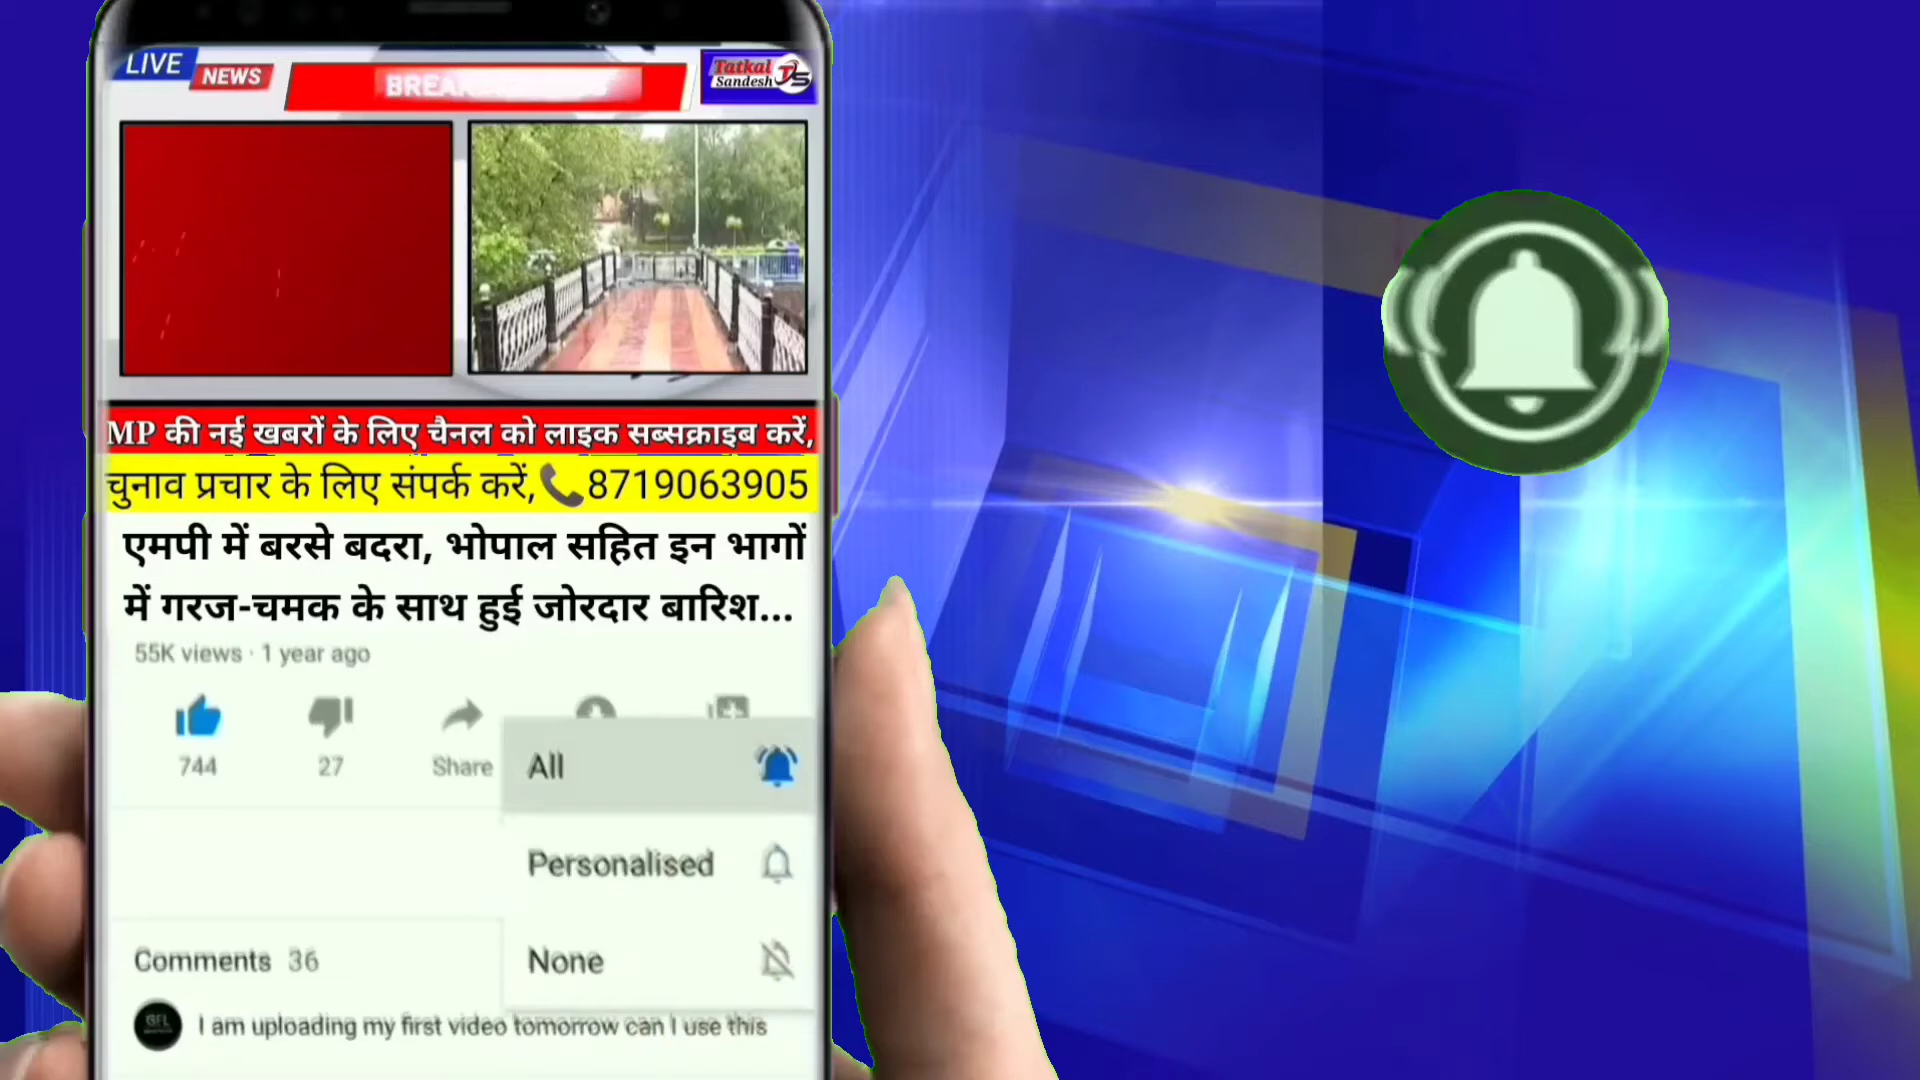 LIVE
NEWS
Tatkal
Sandesh TS
MP की नई खबरों के लिए चैनल को लाइक सब्सक्राइब करें,
चुनाव प्रचार के लिए संपर्क करें,📞8719063905
एमपी में बरसे बदरा, भोपाल सहित इन भागों
में गरज-चमक के साथ हुई जोरदार बारिश...
55K views · 1 year ago
744
27
Share
All
Personalised
None
Comments 36
I am uploading my first video tomorrow can I use this